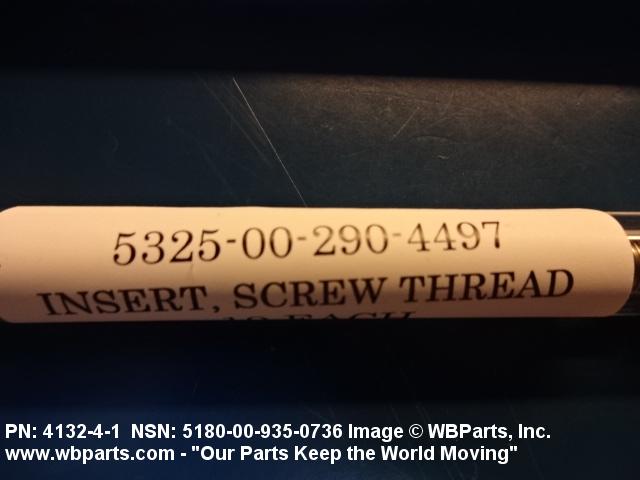 5325-00-290-4497
INSERT, SCREW THREAD
EACH
PN: 4132-4-1 NSN: 5180-00-935-0736 Image © WBParts, Inc.
www.wbparts.com - "Our Parts Keep the World Moving"